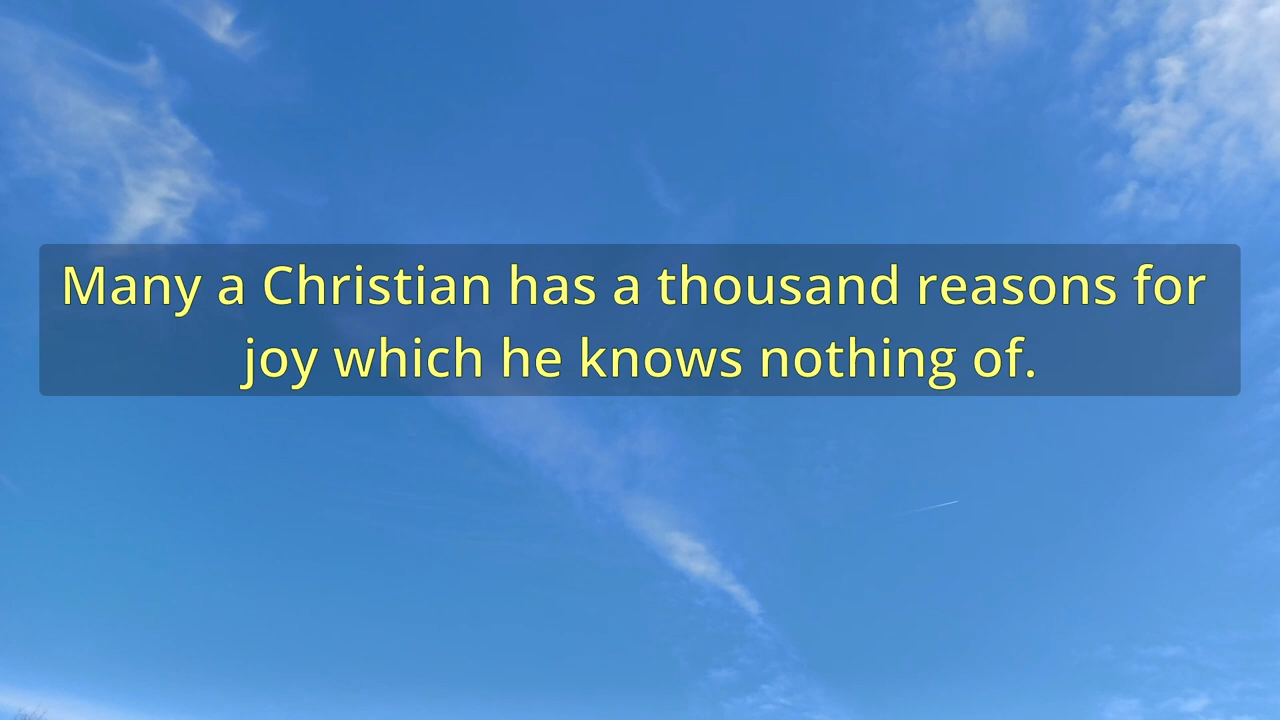 Many a Christian has a thousand reasons for
joy which he knows nothing of.